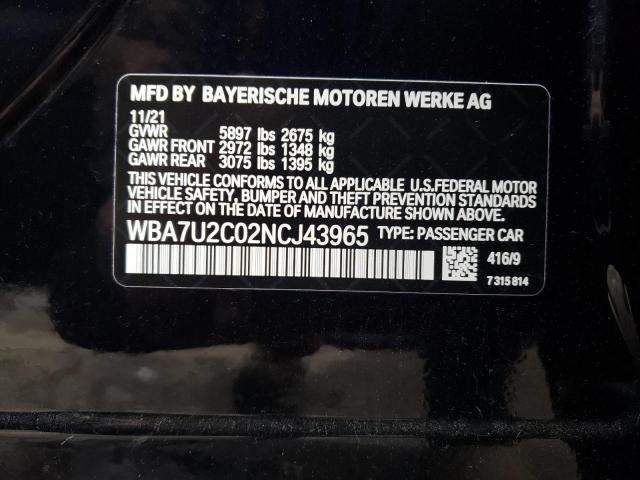 MFD BY BAYERISCHE MOTOREN WERKE AG
11/21
GVWR 5897 lbs 2675 kg
GAWR FRONT 2972 lbs 1348 kg
GAWR REAR 3075 lbs 1395 kg
THIS VEHICLE CONFORMS TO ALL APPLICABLE U.S.FEDERAL MOTOR
VEHICLE SAFETY, BUMPER AND THEFT PREVENTION STANDARDS
IN EFFECT ON THE DATE OF MANUFACTURE SHOWN ABOVE.
WBA7U2C02NCJ43965 TYPE: PASSENGER CAR
416/9
7315814